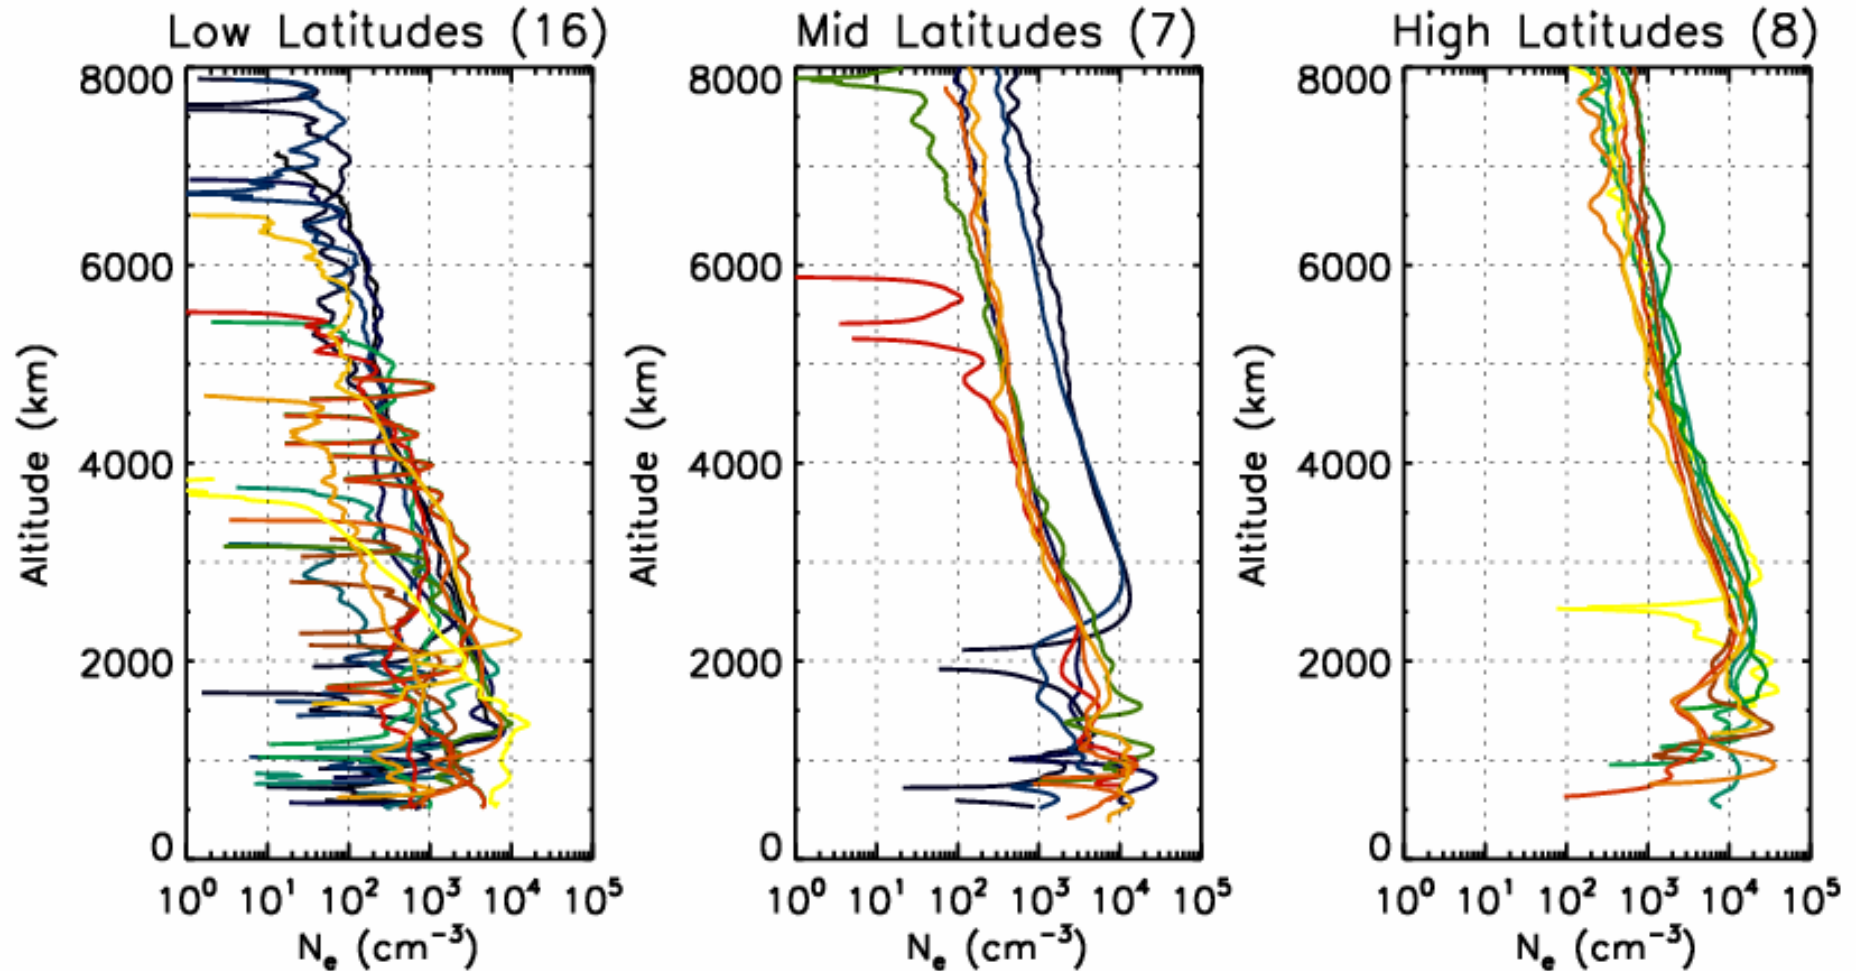 Low Latitudes (16)
8000
6000
4000
2000
0
Altitude (km)
10⁰ 10¹ 10² 10³ 10⁴ 10⁵
Nₑ (cm⁻³)
Mid Latitudes (7)
8000
6000
4000
2000
0
Altitude (km)
10⁰ 10¹ 10² 10³ 10⁴ 10⁵
Nₑ (cm⁻³)
High Latitudes (8)
8000
6000
4000
2000
0
Altitude (km)
10⁰ 10¹ 10² 10³ 10⁴ 10⁵
Nₑ (cm⁻³)